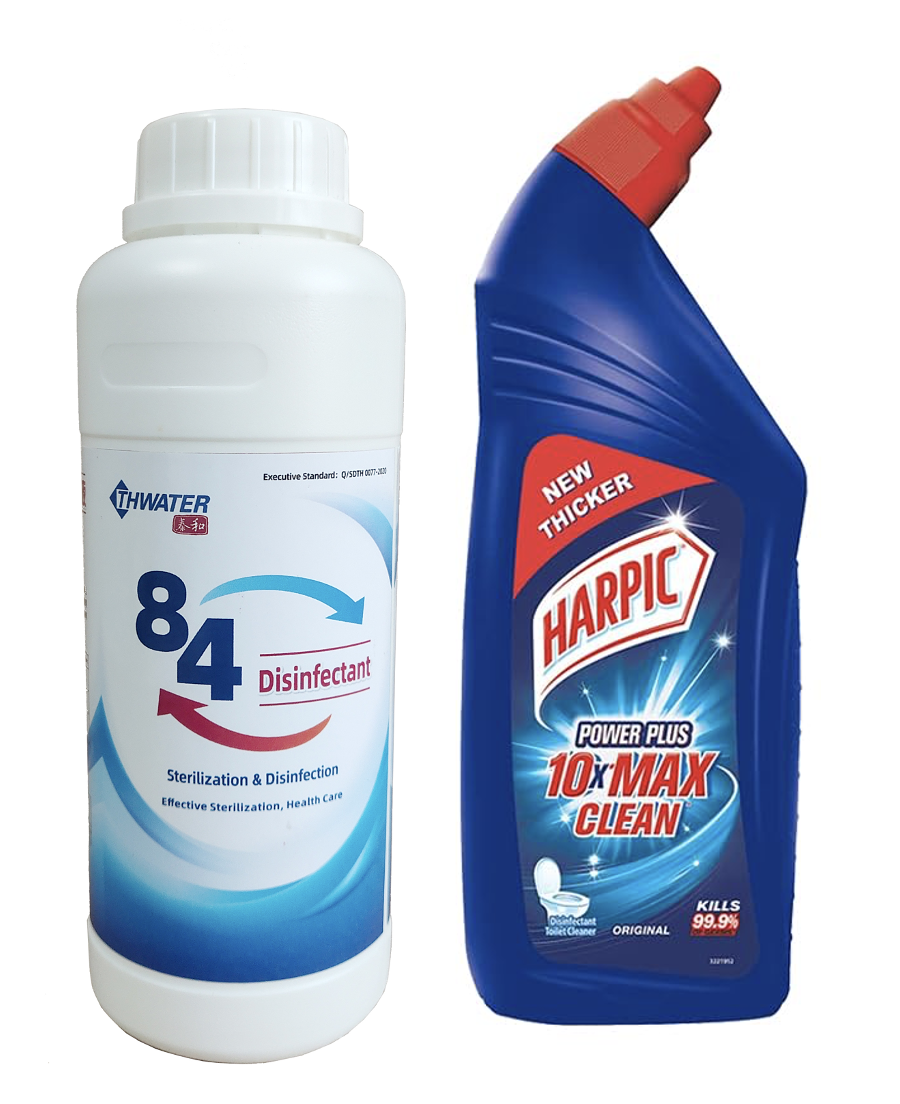 Executive Standard: Q/SDTH 0077-2020
THWATER
泰和
84
Disinfectant
Sterilization & Disinfection
Effective Sterilization, Health Care
NEW
THICKER
HARPIC
POWER PLUS
10x MAX
CLEAN
Disinfectant
Toilet Cleaner
ORIGINAL
KILLS
99.9%
3221952